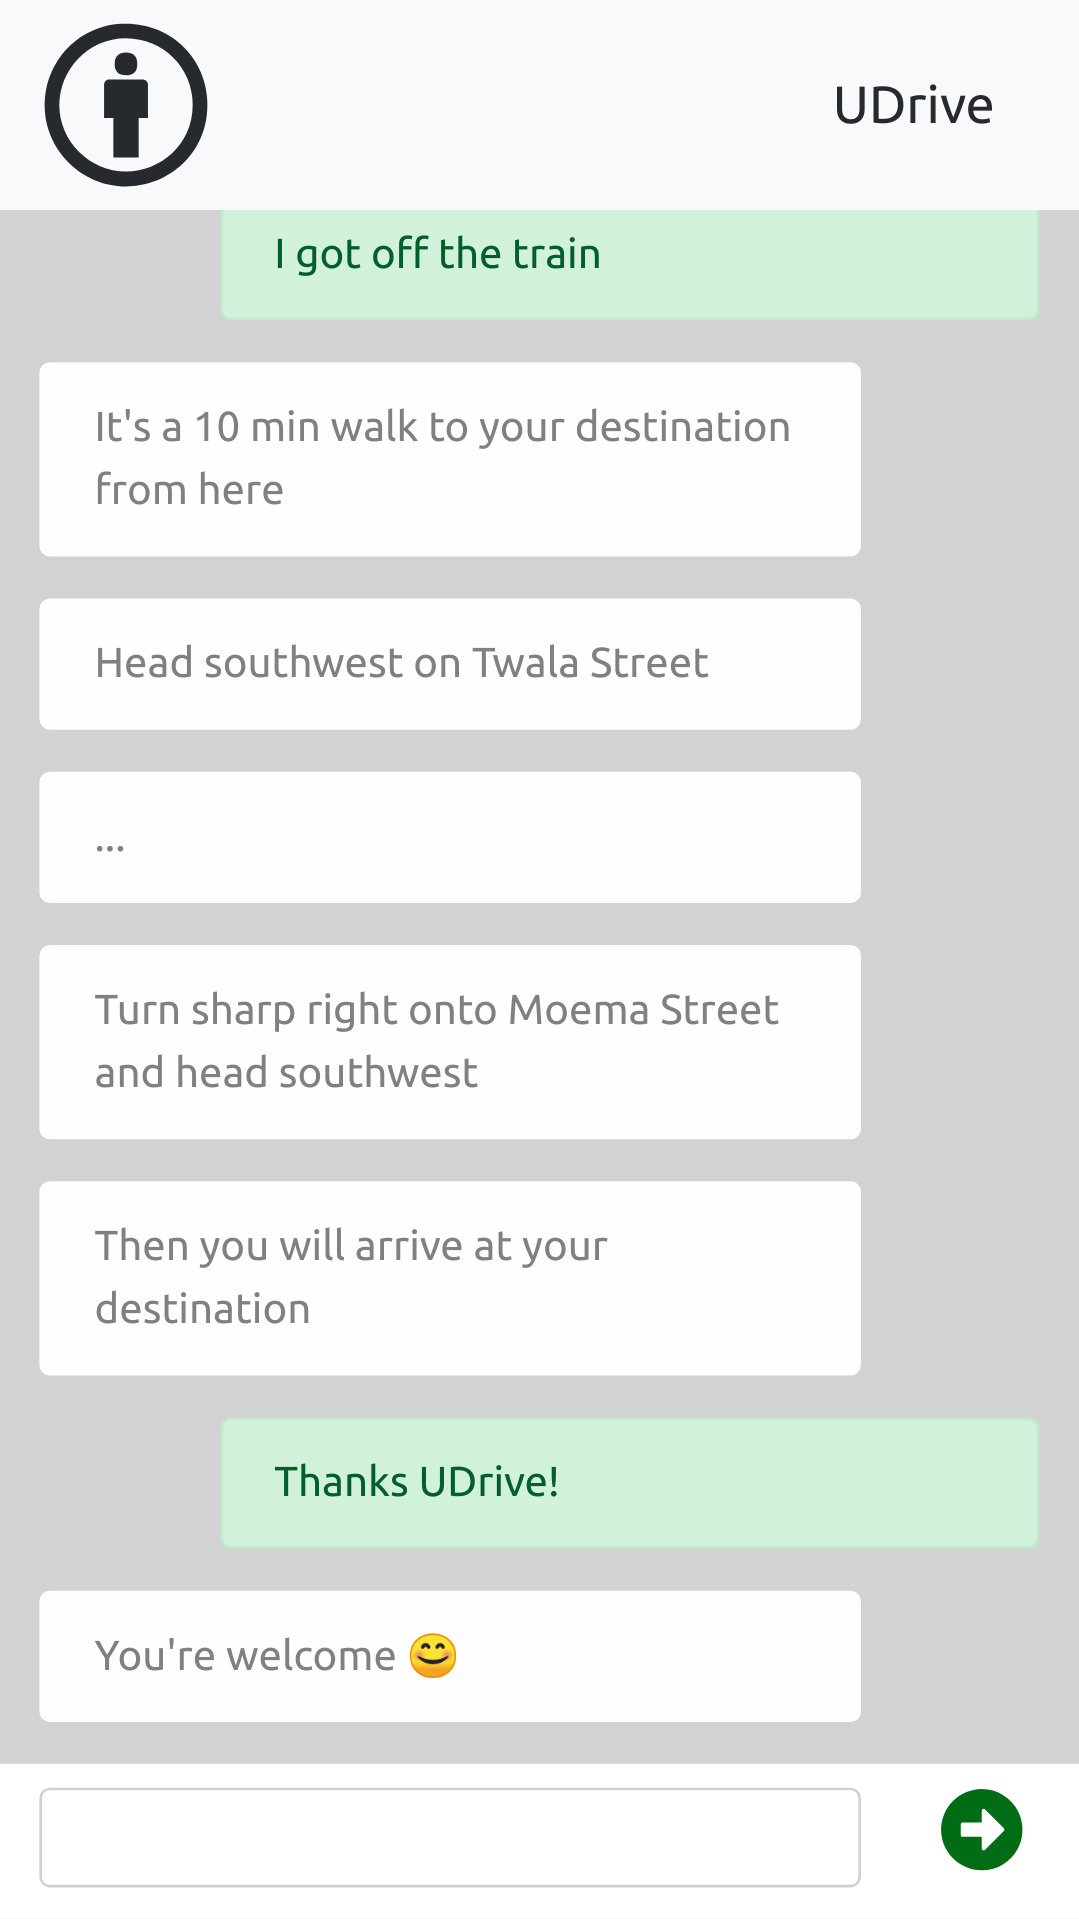 UDrive
I got off the train
It's a 10 min walk to your destination
from here
Head southwest on Twala Street
...
Turn sharp right onto Moema Street
and head southwest
Then you will arrive at your
destination
Thanks UDrive!
You're welcome 😊